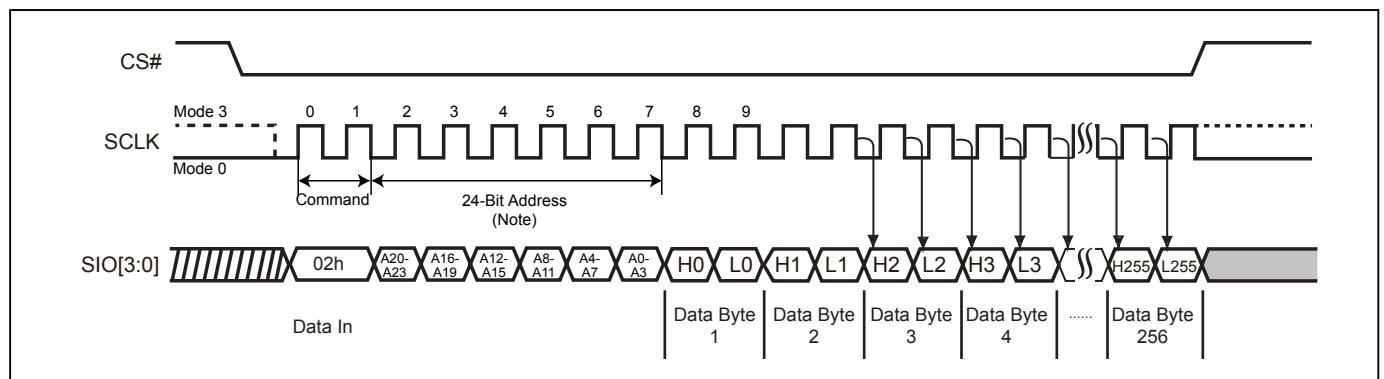 CS#
Mode 3 0 1 2 3 4 5 6 7 8 9
SCLK
Mode 0
Command
24-Bit Address
(Note)
SIO[3:0] 02h A20-A23 A16-A19 A12-A15 A8-A11 A4-A7 A0-A3 H0 L0 H1 L1 H2 L2 H3 L3 H255 L255
Data In
Data Byte 1
Data Byte 2
Data Byte 3
Data Byte 4
......
Data Byte 256